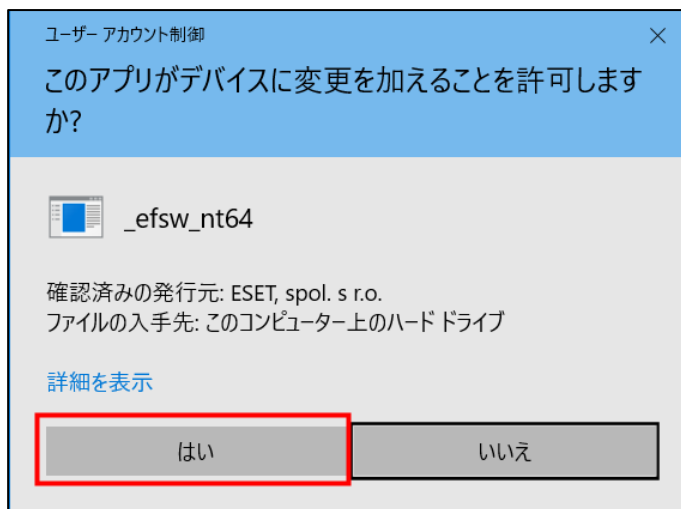 ユーザー アカウント制御
このアプリがデバイスに変更を加えることを許可します
か?
_efsw_nt64
確認済みの発行元: ESET, spol. s r.o.
ファイルの入手先: このコンピューター上のハード ドライブ
詳細を表示
はい
いいえ